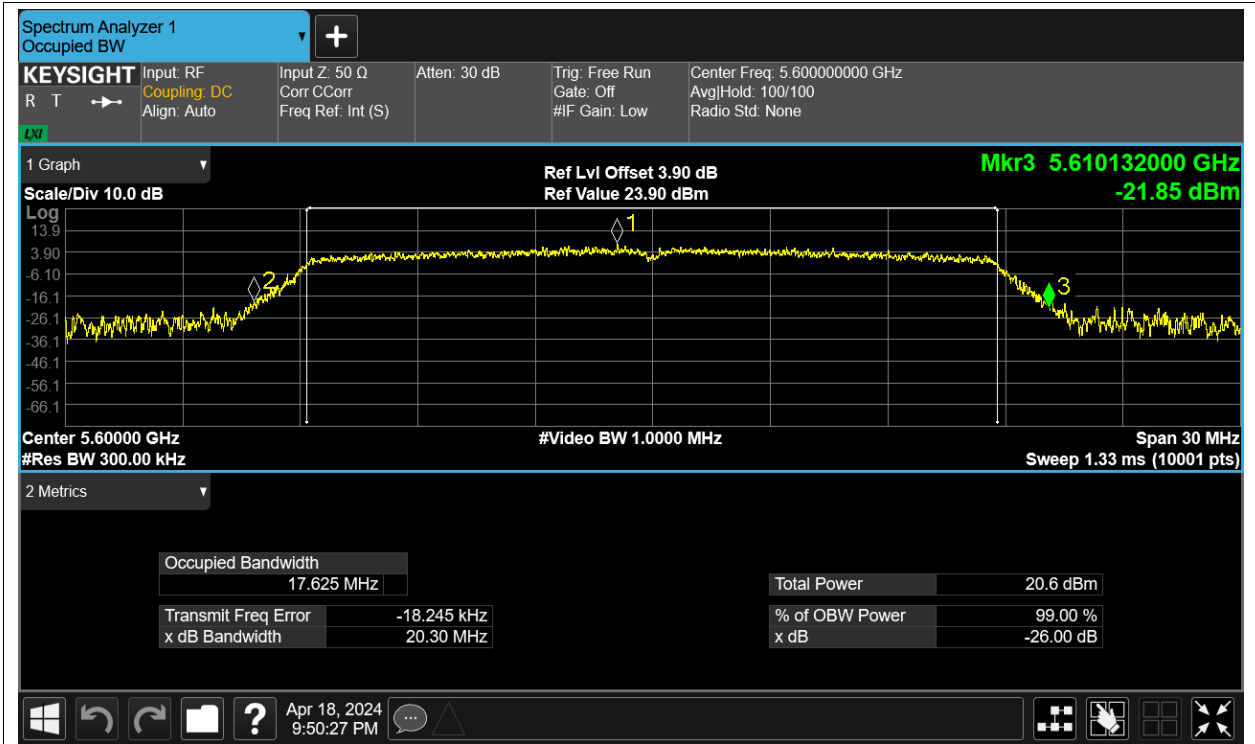 Spectrum Analyzer 1
Occupied BW
KEYSIGHT
R T
LXI
Input: RF
Coupling: DC
Align: Auto
Input Z: 50 Ω
Corr CCorr
Freq Ref: Int (S)
Atten: 30 dB
Trig: Free Run
Gate: Off
#IF Gain: Low
Center Freq: 5.600000000 GHz
Avg|Hold: 100/100
Radio Std: None
1 Graph
Scale/Div 10.0 dB
Ref Lvl Offset 3.90 dB
Ref Value 23.90 dBm
Mkr3 5.610132000 GHz
-21.85 dBm
Log
13.9
3.90
-6.10
-16.1
-26.1
-36.1
-46.1
-56.1
-66.1
1
2
3
Center 5.60000 GHz
#Res BW 300.00 kHz
#Video BW 1.0000 MHz
Span 30 MHz
Sweep 1.33 ms (10001 pts)
2 Metrics
Occupied Bandwidth
17.625 MHz
Transmit Freq Error -18.245 kHz
x dB Bandwidth 20.30 MHz
Total Power 20.6 dBm
% of OBW Power 99.00 %
x dB -26.00 dB
?
Apr 18, 2024
9:50:27 PM